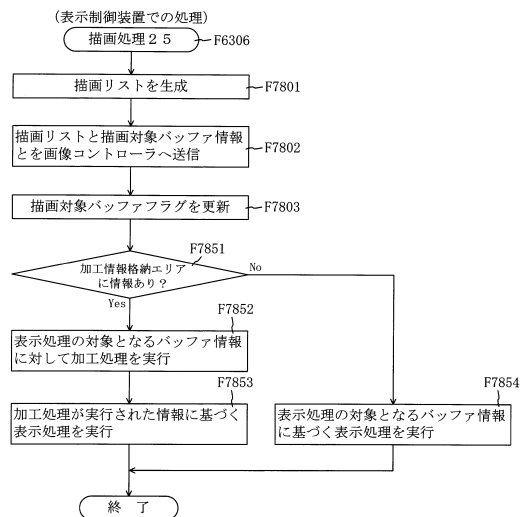 (表示制御装置での処理)
描画処理25
F6306
描画リストを生成
F7801
描画リストと描画対象バッファ情報
とを画像コントローラへ送信
F7802
描画対象バッファフラグを更新
F7803
F7851
加工情報格納エリア
に情報あり?
No
Yes
F7852
表示処理の対象となるバッファ情報
に対して加工処理を実行
F7853
加工処理が実行された情報に基づく
表示処理を実行
F7854
表示処理の対象となるバッファ情報
に基づく表示処理を実行
終 了